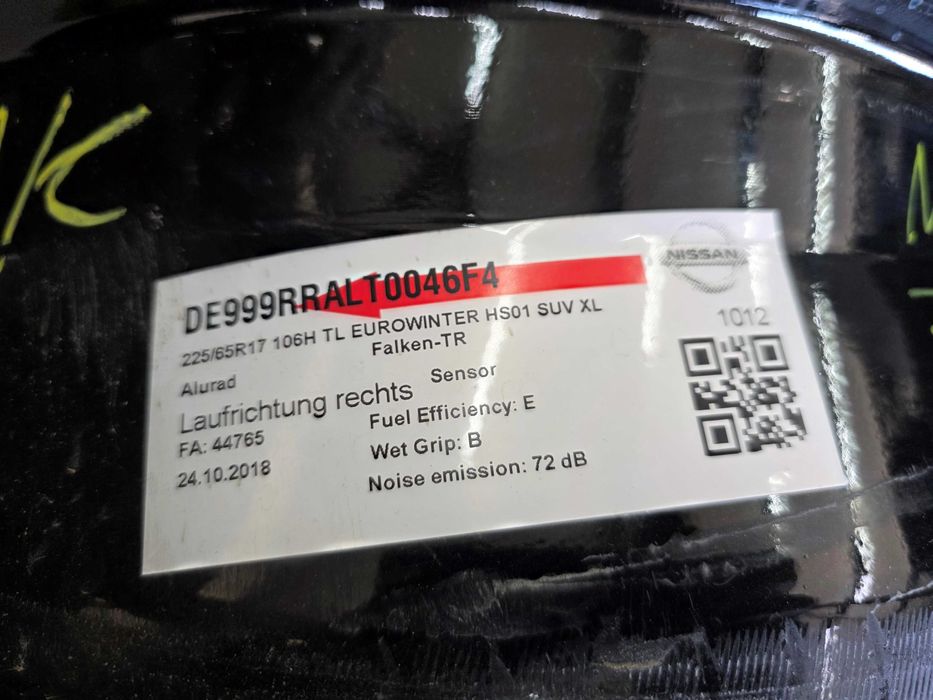 K
DE999RRALT0046F4
NISSAN
225/65R17 106H TL EUROWINTER HS01 SUV XL
Falken-TR
1012
Alurad
Sensor
Laufrichtung rechts
Fuel Efficiency: E
FA: 44765
Wet Grip: B
24.10.2018
Noise emission: 72 dB